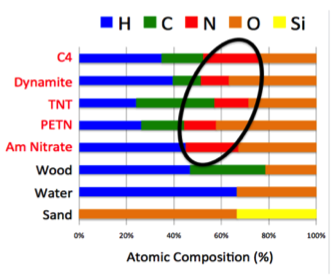 H C N O Si
C4
Dynamite
TNT
PETN
Am Nitrate
Wood
Water
Sand
0% 20% 40% 60% 80% 100%
Atomic Composition (%)